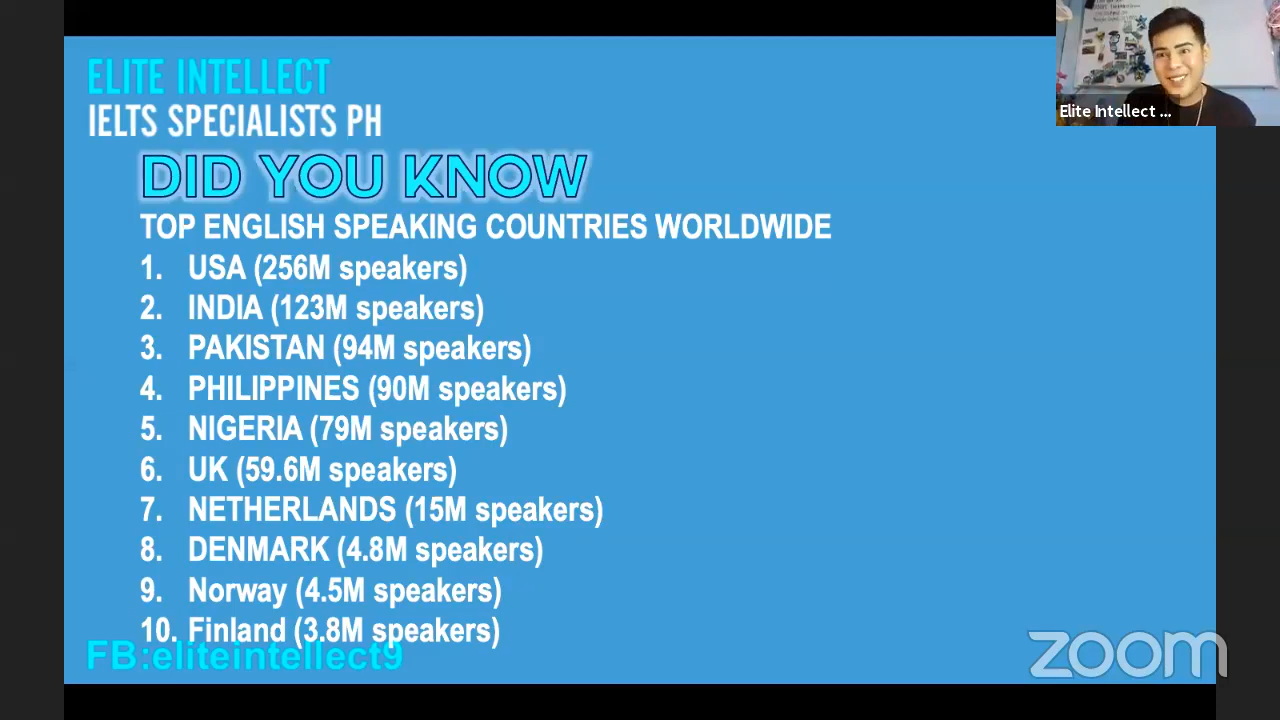 ELITE INTELLECT
IELTS SPECIALISTS PH
DID YOU KNOW
TOP ENGLISH SPEAKING COUNTRIES WORLDWIDE
1. USA (256M speakers)
2. INDIA (123M speakers)
3. PAKISTAN (94M speakers)
4. PHILIPPINES (90M speakers)
5. NIGERIA (79M speakers)
6. UK (59.6M speakers)
7. NETHERLANDS (15M speakers)
8. DENMARK (4.8M speakers)
9. Norway (4.5M speakers)
10. Finland (3.8M speakers)
FB:eliteintellect9
Elite Intellect ...
zoom